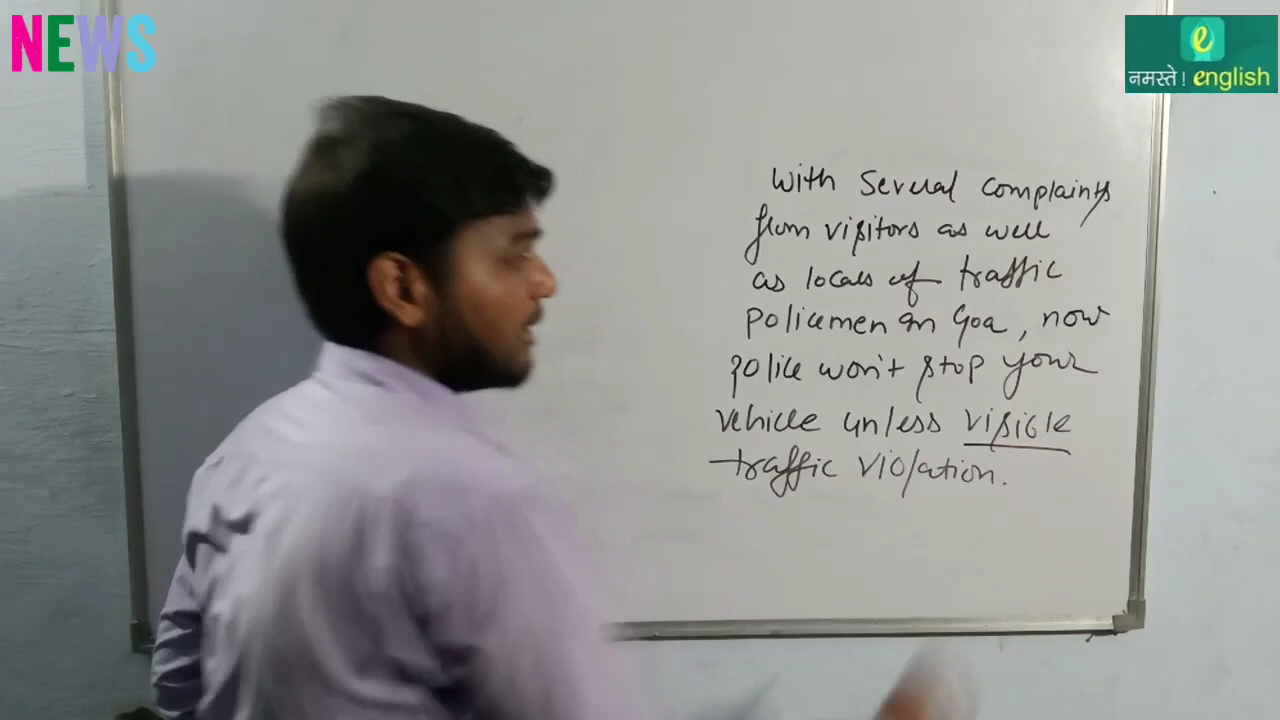 NEWS
e
नमस्ते! english
With several complaints
from visitors as well
as locals of traffic
policemen in Goa, now
police won't stop your
vehicle unless visible
traffic violation.